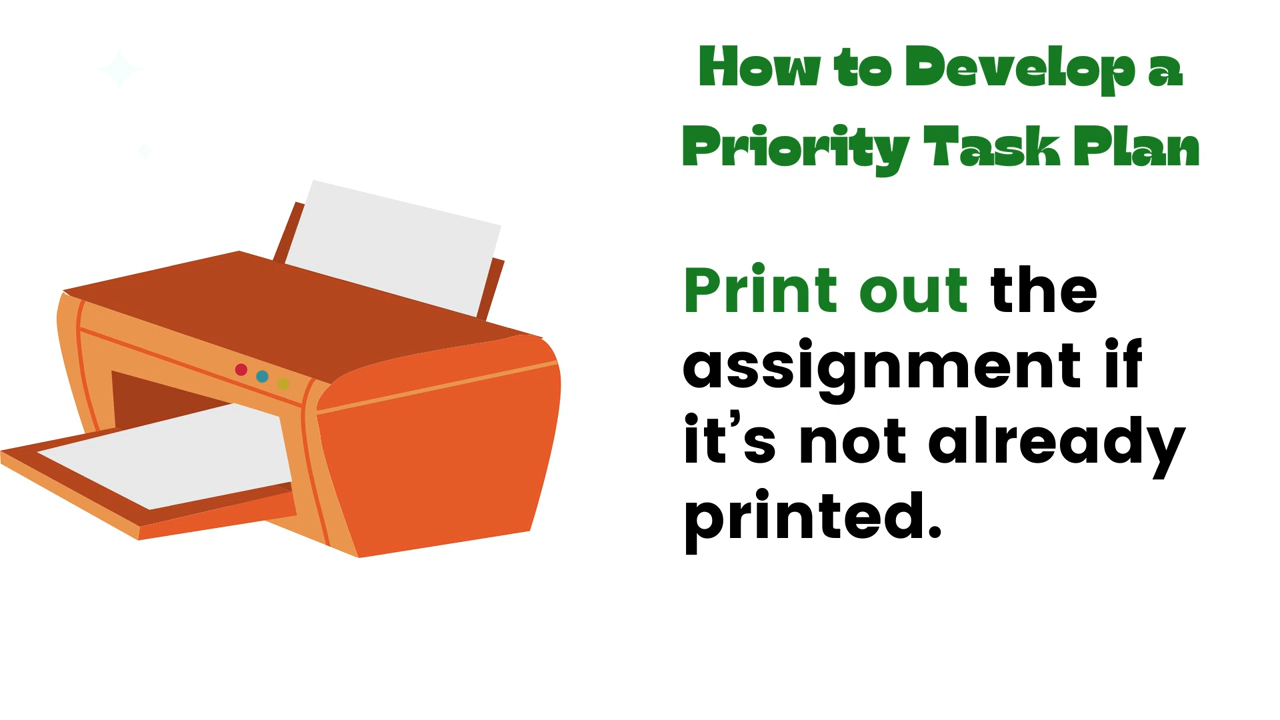 How to Develop a
Priority Task Plan
Print out the
assignment if
it’s not already
printed.